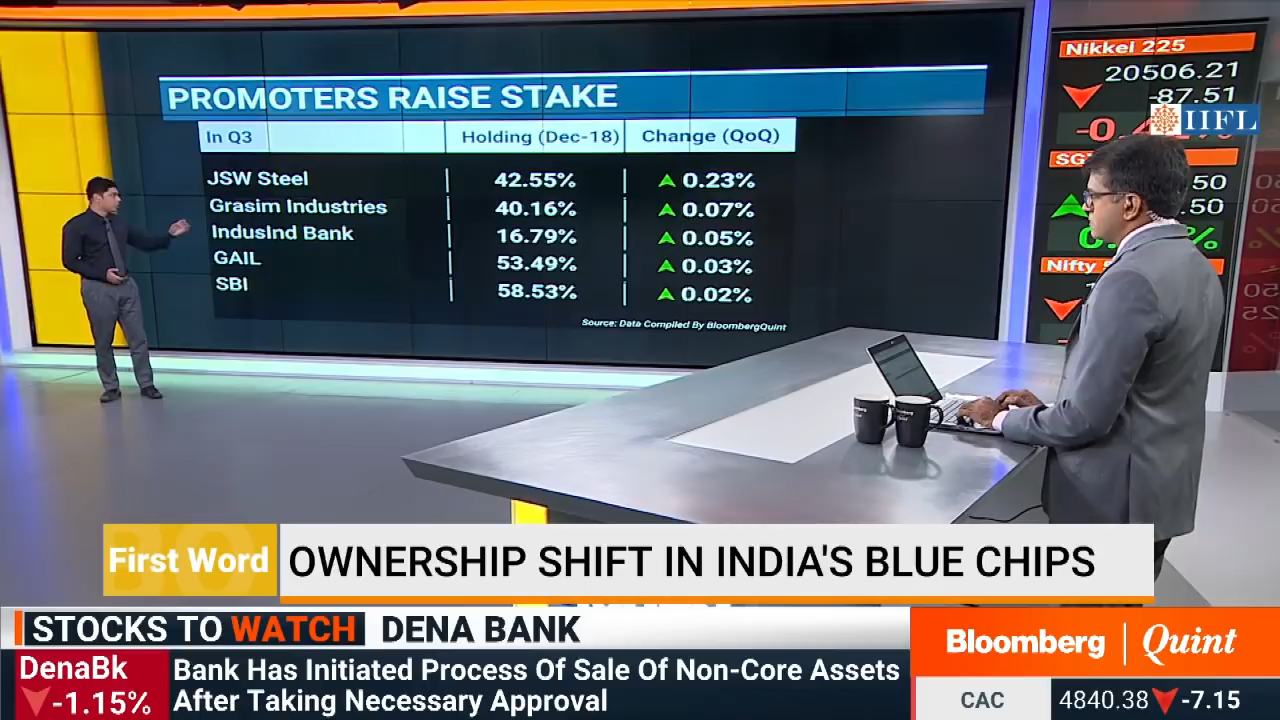 PROMOTERS RAISE STAKE
In Q3 Holding (Dec-18) Change (QoQ)
JSW Steel 42.55% 0.23%
Grasim Industries 40.16% 0.07%
IndusInd Bank 16.79% 0.05%
GAIL 53.49% 0.03%
SBI 58.53% 0.02%
Source: Data Compiled By BloombergQuint
Nikkei 225
20506.21
-87.51
IIFL
Nifty
First Word OWNERSHIP SHIFT IN INDIA'S BLUE CHIPS
STOCKS TO WATCH DENA BANK
DenaBk
-1.15%
Bank Has Initiated Process Of Sale Of Non-Core Assets
After Taking Necessary Approval
Bloomberg | Quint
CAC 4840.38 -7.15